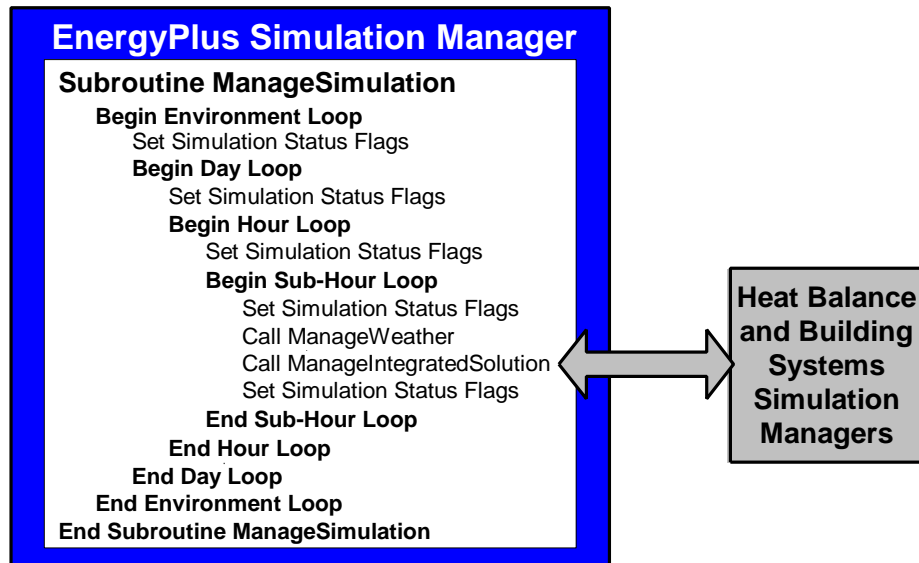 EnergyPlus Simulation Manager
Subroutine ManageSimulation
Begin Environment Loop
Set Simulation Status Flags
Begin Day Loop
Set Simulation Status Flags
Begin Hour Loop
Set Simulation Status Flags
Begin Sub-Hour Loop
Set Simulation Status Flags
Call ManageWeather
Call ManageIntegratedSolution
Set Simulation Status Flags
End Sub-Hour Loop
End Hour Loop
End Day Loop
End Environment Loop
End Subroutine ManageSimulation
Heat Balance
and Building
Systems
Simulation
Managers